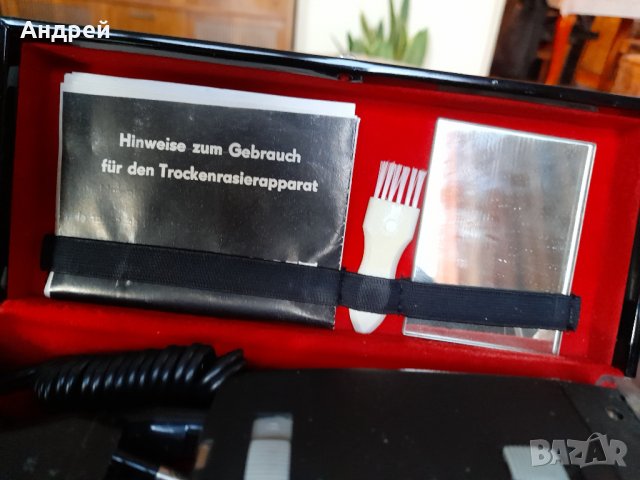 Андрей
Hinweise zum Gebrauch
für den Trockenrasierapparat
BAZAR